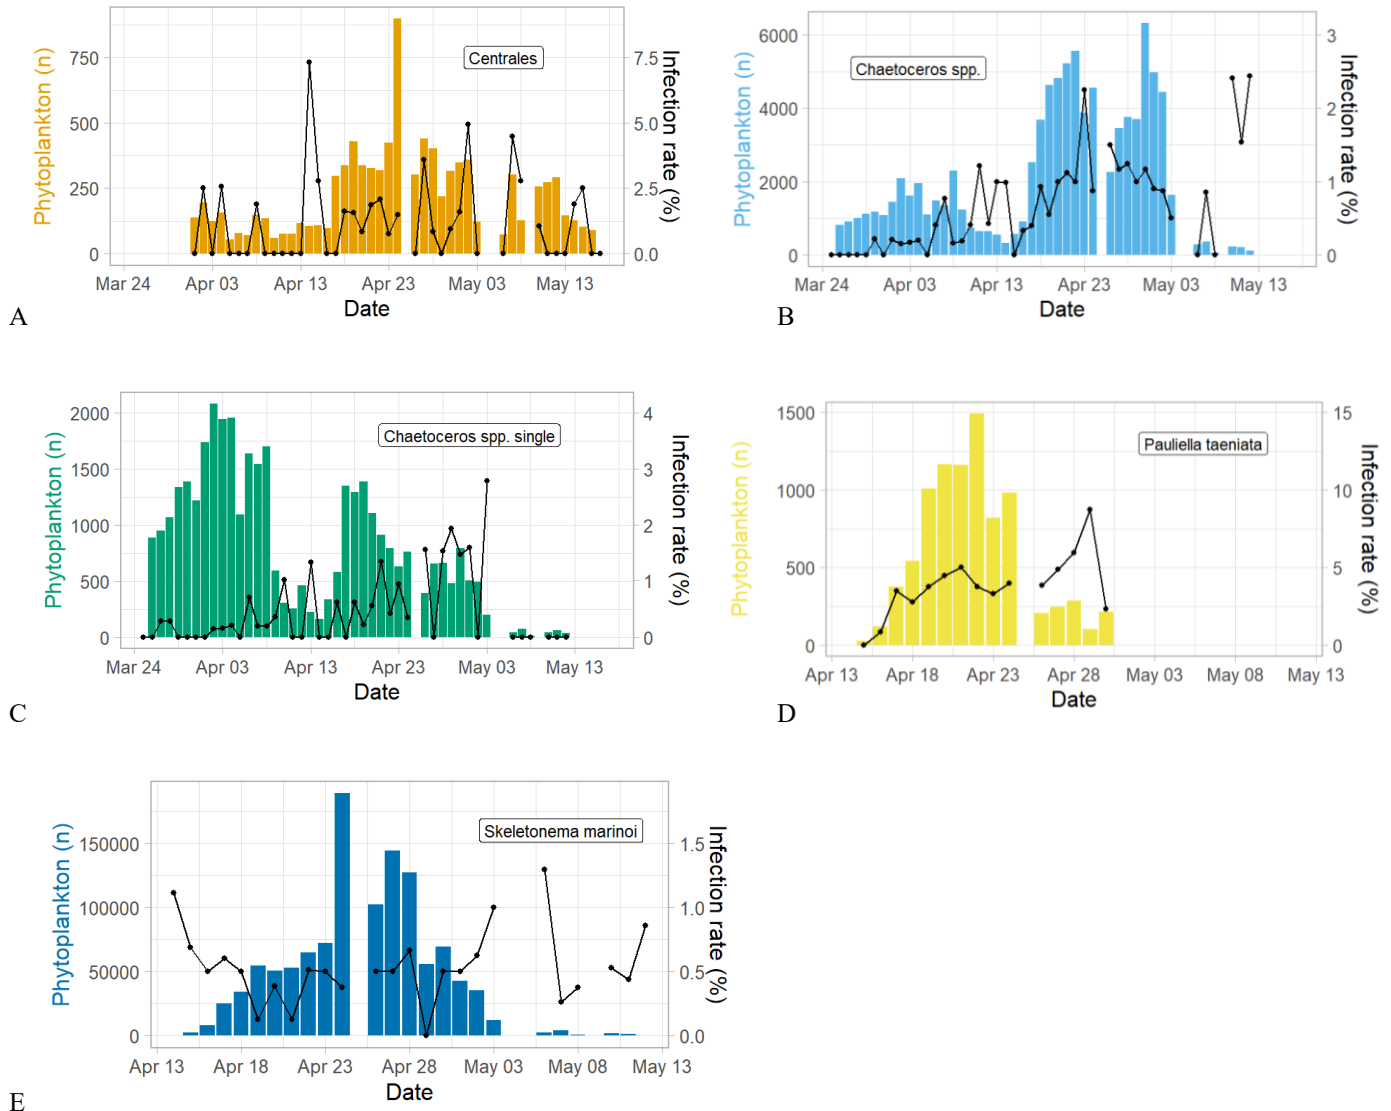 Centrales
Phytoplankton (n)
750
500
250
0
7.5
5.0
2.5
0.0
Infection rate (%)
Mar 24 Apr 03 Apr 13 Apr 23 May 03 May 13
Date
A
Chaetoceros spp.
Phytoplankton (n)
6000
4000
2000
0
3
2
1
0
Infection rate (%)
Mar 24 Apr 03 Apr 13 Apr 23 May 03 May 13
Date
B
Chaetoceros spp. single
Phytoplankton (n)
2000
1500
1000
500
0
4
3
2
1
0
Infection rate (%)
Mar 24 Apr 03 Apr 13 Apr 23 May 03 May 13
Date
C
Pauliella taeniata
Phytoplankton (n)
1500
1000
500
0
15
10
5
0
Infection rate (%)
Apr 13 Apr 18 Apr 23 Apr 28 May 03 May 08 May 13
Date
D
Skeletonema marinoi
Phytoplankton (n)
150000
100000
50000
0
1.5
1.0
0.5
0.0
Infection rate (%)
Apr 13 Apr 18 Apr 23 Apr 28 May 03 May 08 May 13
Date
E